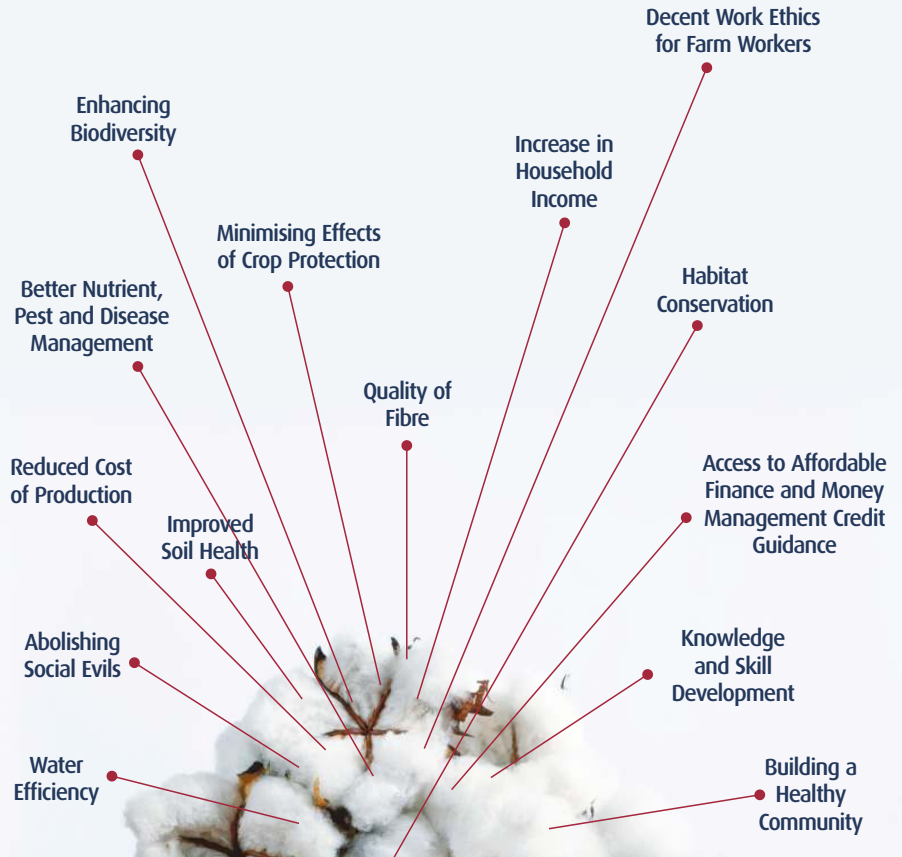 Decent Work Ethics
for Farm Workers
Enhancing
Biodiversity
Increase in
Household
Income
Minimising Effects
of Crop Protection
Habitat
Conservation
Better Nutrient,
Pest and Disease
Management
Quality of
Fibre
Reduced Cost
of Production
Access to Affordable
Finance and Money
Management Credit
Guidance
Improved
Soil Health
Abolishing
Social Evils
Knowledge
and Skill
Development
Water
Efficiency
Building a
Healthy
Community